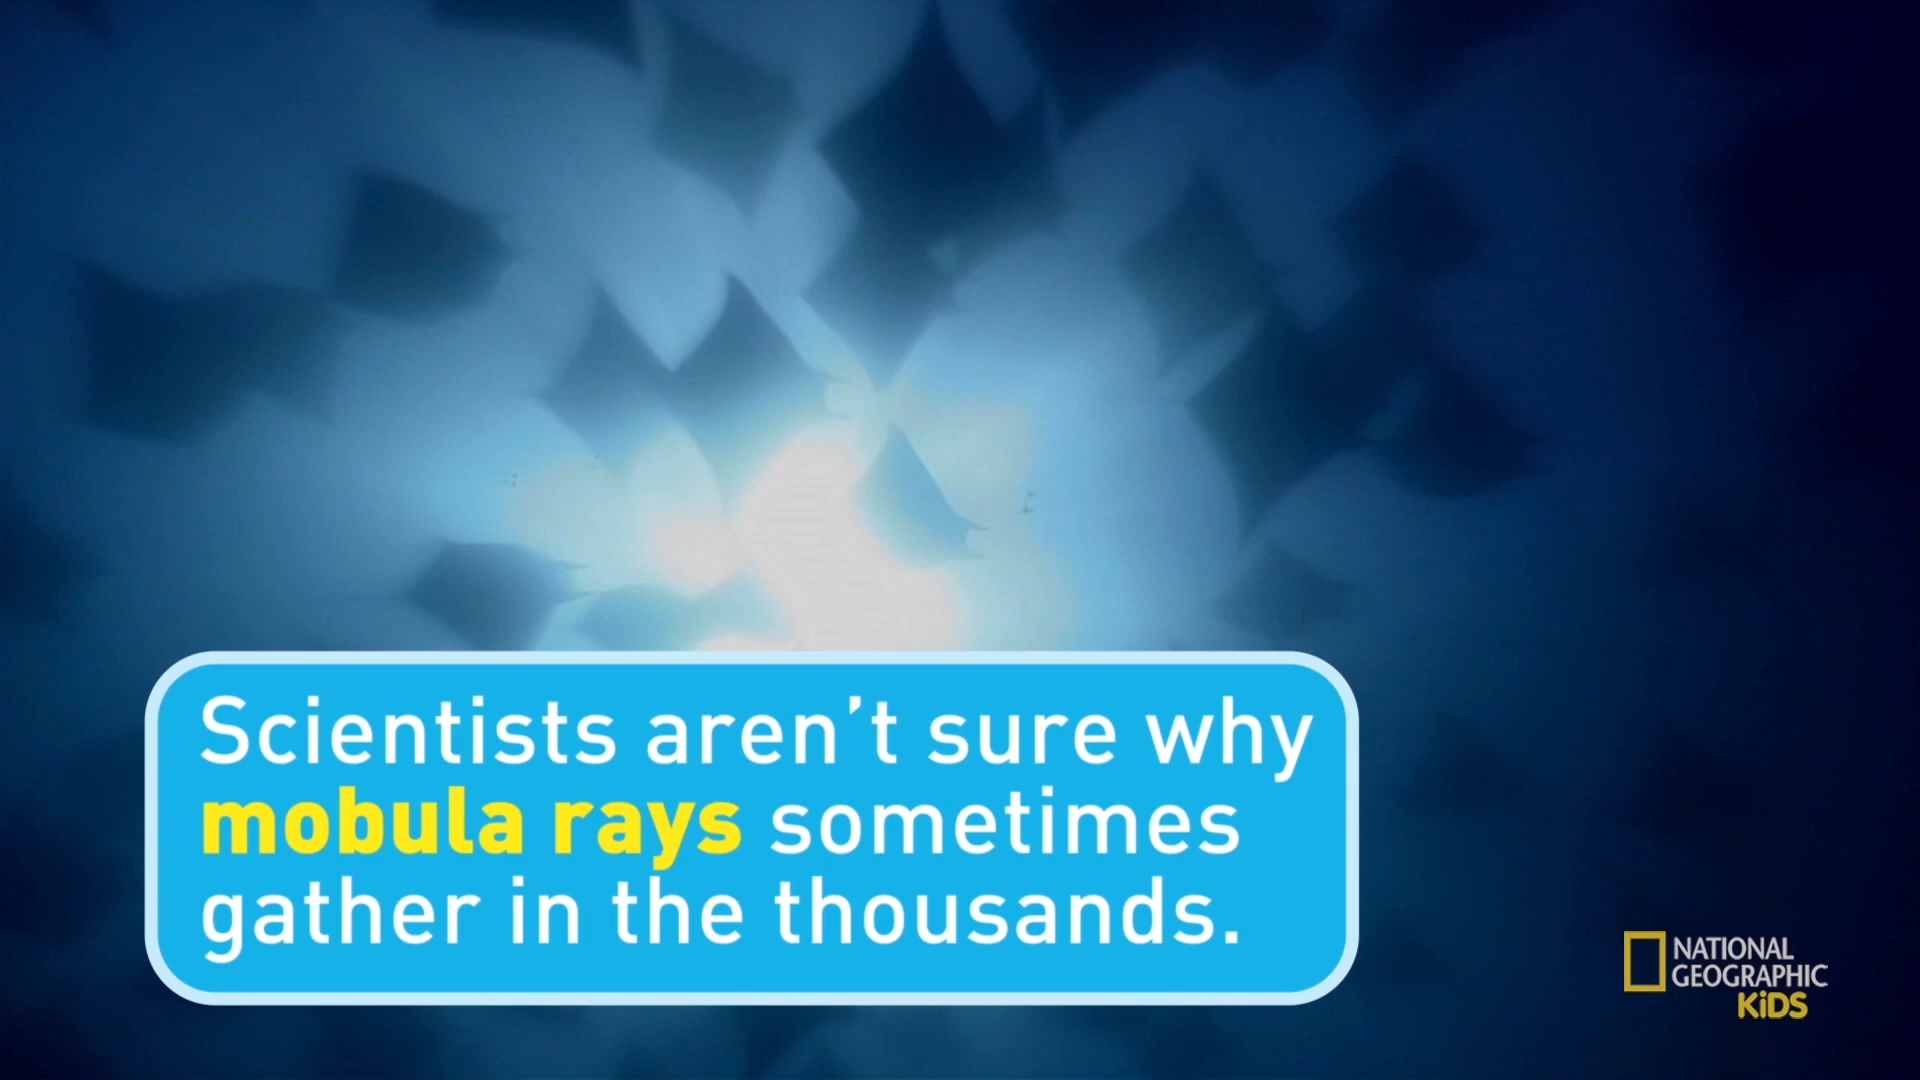 Scientists aren’t sure why
mobula rays sometimes
gather in the thousands.
NATIONAL
GEOGRAPHIC
KiDS